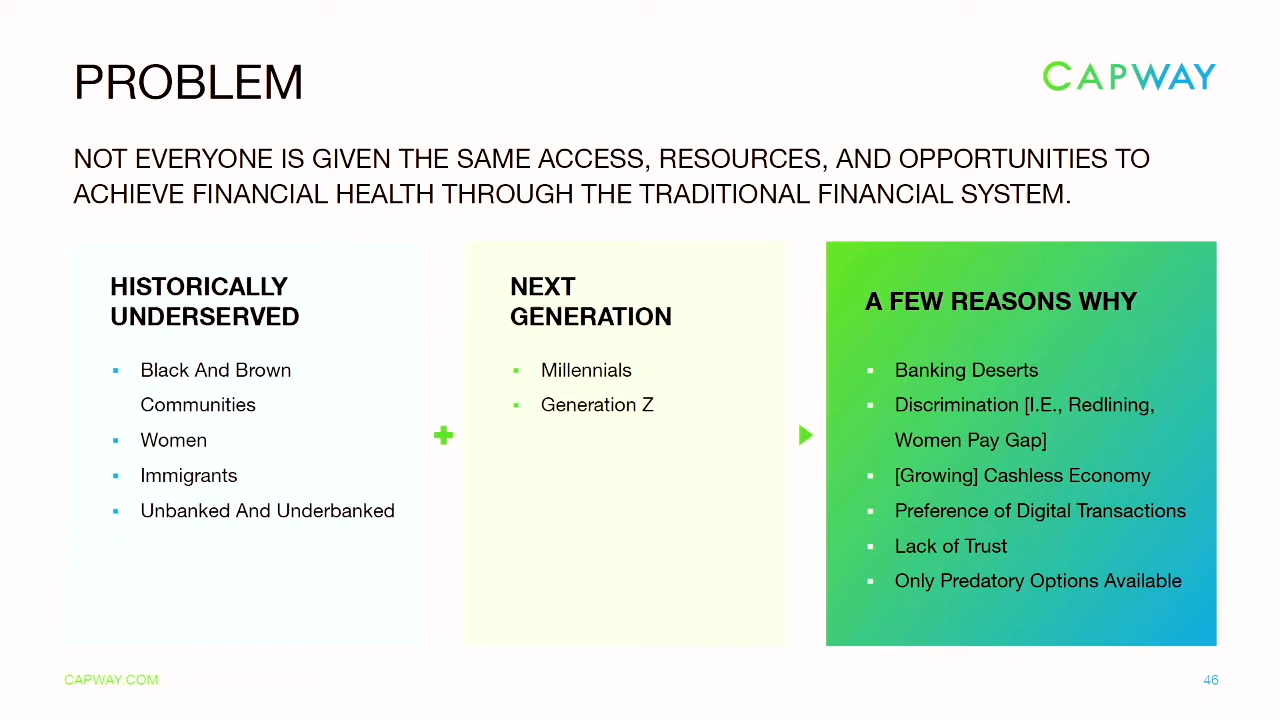 PROBLEM
CAPWAY
NOT EVERYONE IS GIVEN THE SAME ACCESS, RESOURCES, AND OPPORTUNITIES TO
ACHIEVE FINANCIAL HEALTH THROUGH THE TRADITIONAL FINANCIAL SYSTEM.
HISTORICALLY
UNDERSERVED
▪ Black And Brown
Communities
▪ Women
▪ Immigrants
▪ Unbanked And Underbanked
NEXT
GENERATION
▪ Millennials
▪ Generation Z
A FEW REASONS WHY
▪ Banking Deserts
▪ Discrimination [I.E., Redlining,
Women Pay Gap]
▪ [Growing] Cashless Economy
▪ Preference of Digital Transactions
▪ Lack of Trust
▪ Only Predatory Options Available
CAPWAY.COM
46